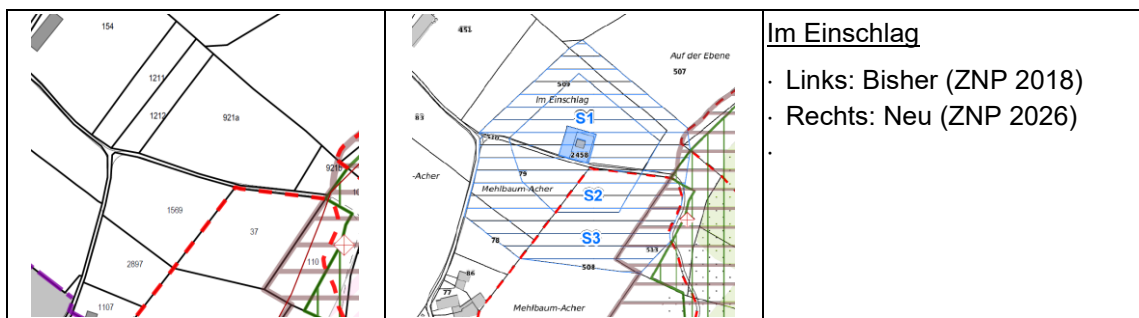 154
1211
1212
921a
1569
37
2897
110
1107
451
Auf der Ebene
507
509
Im Einschlag
83
S1
510
2458
-Acher
79
Mehlbaum-Acher
S2
78
S3
513
508
86
77
Mehlbaum-Acher
Im Einschlag
· Links: Bisher (ZNP 2018)
· Rechts: Neu (ZNP 2026)
·